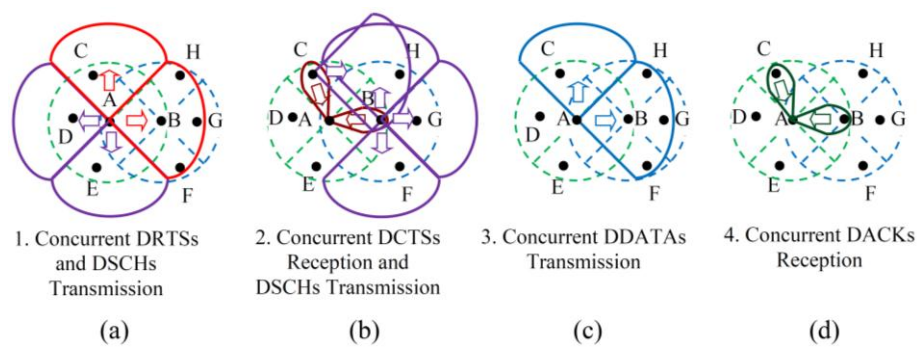 C H
A
D B G
E F
1. Concurrent DRTSs
and DSCHs
Transmission
(a)
C H
B
D A G
E F
2. Concurrent DCTSs
Reception and
DSCHs Transmission
(b)
C H
D A B G
E F
3. Concurrent DDATAs
Transmission
(c)
C H
D A B G
E F
4. Concurrent DACKs
Reception
(d)